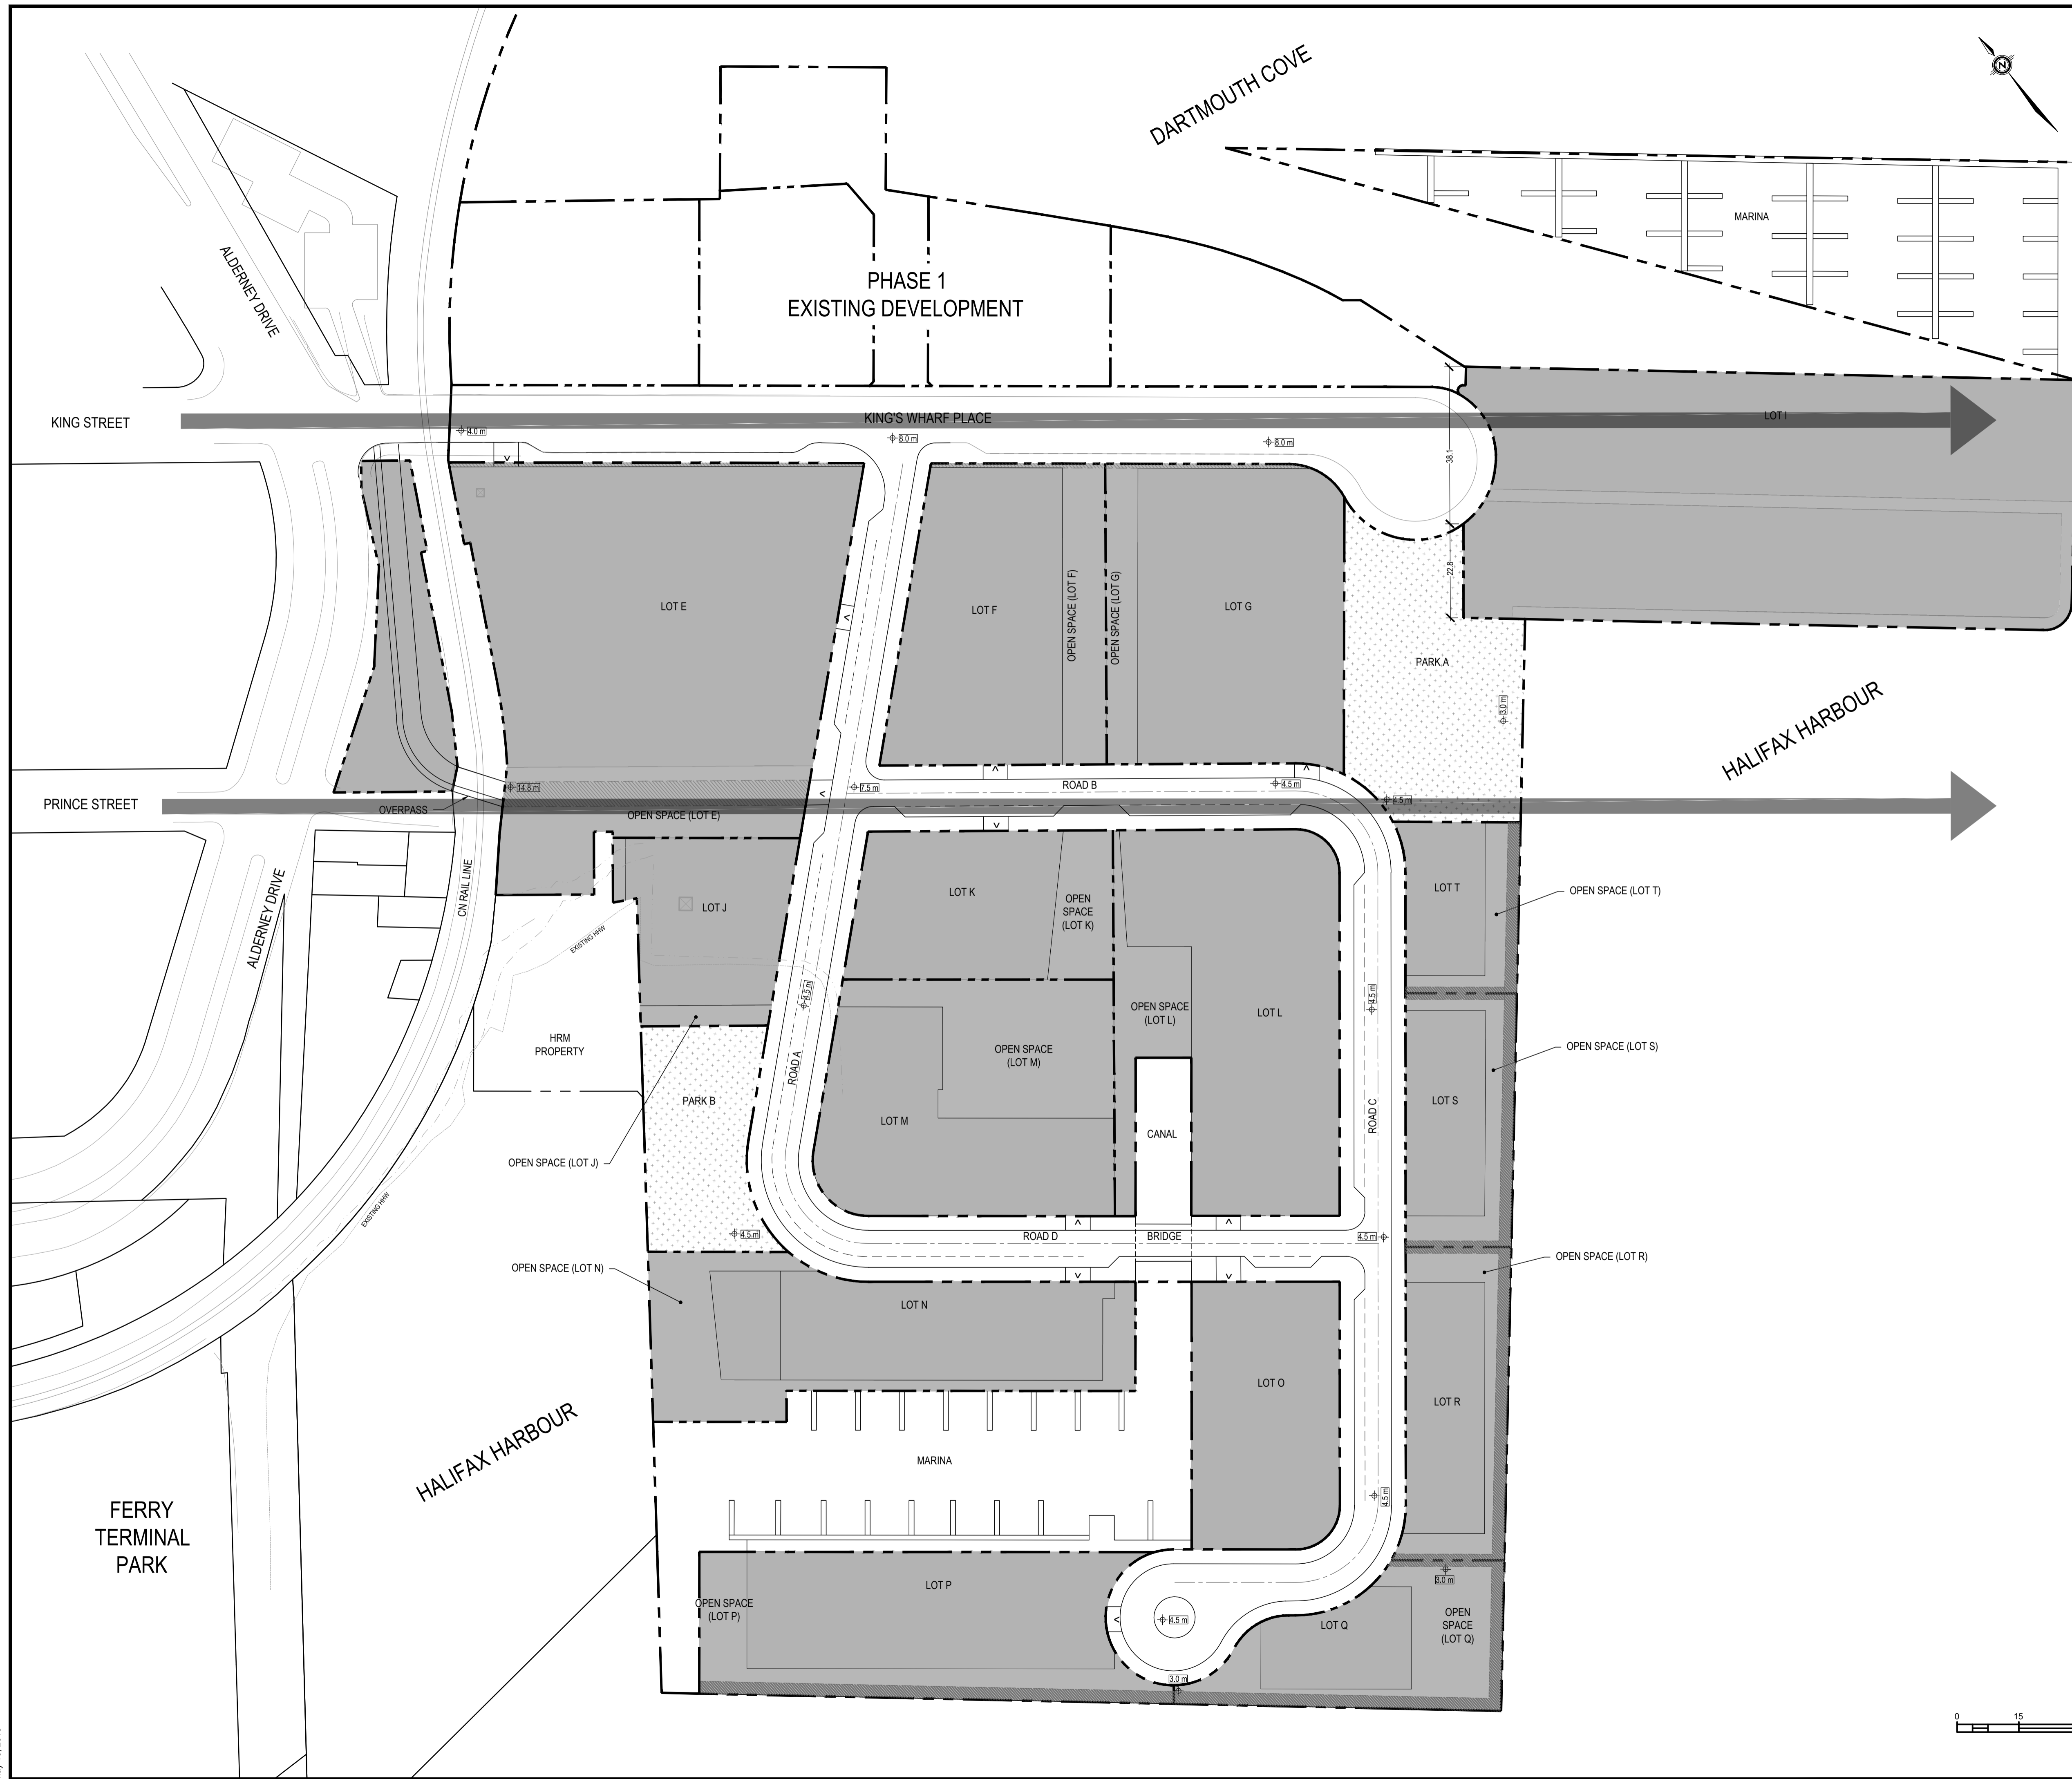 DARTMOUTH COVE
N
MARINA
ALDERNEY DRIVE
PHASE 1
EXISTING DEVELOPMENT
KING STREET
KING'S WHARF PLACE
LOT I
4.0 m
8.0 m
8.0 m
38.1
22.8
LOT E
LOT F
OPEN SPACE (LOT F)
OPEN SPACE (LOT G)
LOT G
PARK A
3.0 m
HALIFAX HARBOUR
PRINCE STREET
OVERPASS
14.8 m
OPEN SPACE (LOT E)
7.5 m
ROAD B
4.5 m
4.5 m
CN RAIL LINE
ALDERNEY DRIVE
LOT J
EXISTING HHW
LOT K
OPEN
SPACE
(LOT K)
LOT T
OPEN SPACE (LOT T)
4.5 m
4.5 m
OPEN SPACE
(LOT L)
LOT L
HRM
PROPERTY
OPEN SPACE
(LOT M)
OPEN SPACE (LOT S)
ROAD A
PARK B
LOT M
CANAL
ROAD C
LOT S
OPEN SPACE (LOT J)
EXISTING HHW
4.5 m
ROAD D
BRIDGE
4.5 m
OPEN SPACE (LOT R)
OPEN SPACE (LOT N)
LOT N
LOT O
LOT R
HALIFAX HARBOUR
MARINA
4.5 m
FERRY
TERMINAL
PARK
LOT P
OPEN SPACE
(LOT P)
4.5 m
3.0 m
LOT Q
OPEN
SPACE
(LOT Q)
3.0 m
0
15